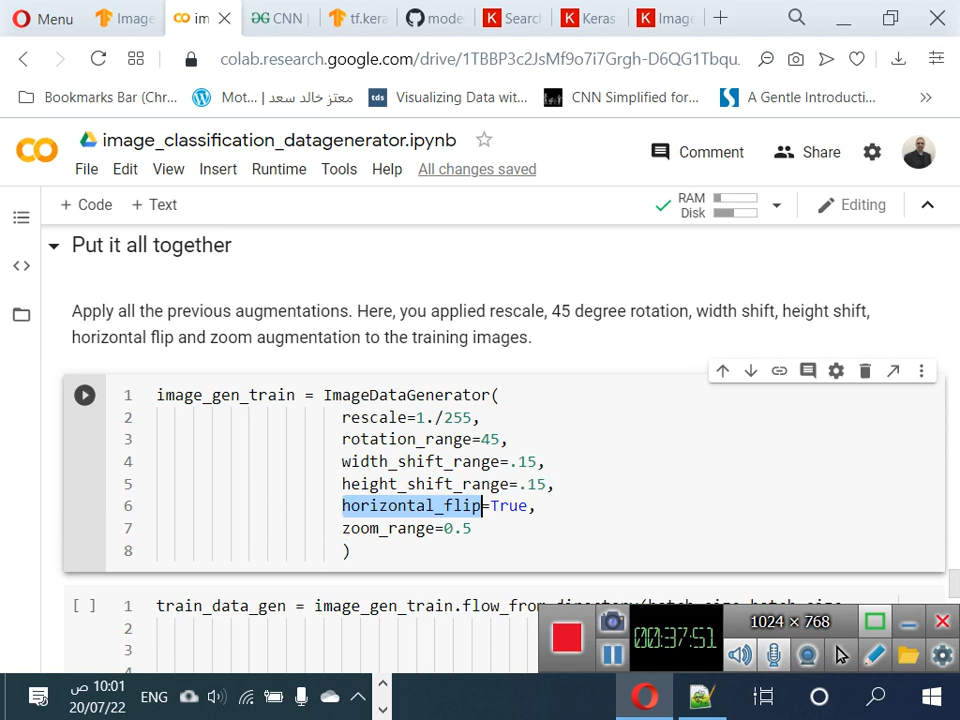 Menu
Image
im
CNN
tf.kera
mode
Searc
Keras
Imag
colab.research.google.com/drive/1TBBP3c2JsMf9o7i7Grgh-D6QG1Tbqu.
Bookmarks Bar (Chr...
Mot... | معتز خالد سعد
tds
Visualizing Data wit...
CNN Simplified for...
A Gentle Introducti...
image_classification_datagenerator.ipynb
Comment
Share
File Edit View Insert Runtime Tools Help All changes saved
+ Code + Text
RAM
Disk
Editing
Put it all together
Apply all the previous augmentations. Here, you applied rescale, 45 degree rotation, width shift, height shift,
horizontal flip and zoom augmentation to the training images.
1 image_gen_train = ImageDataGenerator(
2 rescale=1./255,
3 rotation_range=45,
4 width_shift_range=.15,
5 height_shift_range=.15,
6 horizontal_flip=True,
7 zoom_range=0.5
8 )
[ ] 1 train_data_gen = image_gen_train.flow_from_directory(batch_size=batch_size,
2
3
4
00:37:51
1024 × 768
10:01 ص
20/07/22
ENG